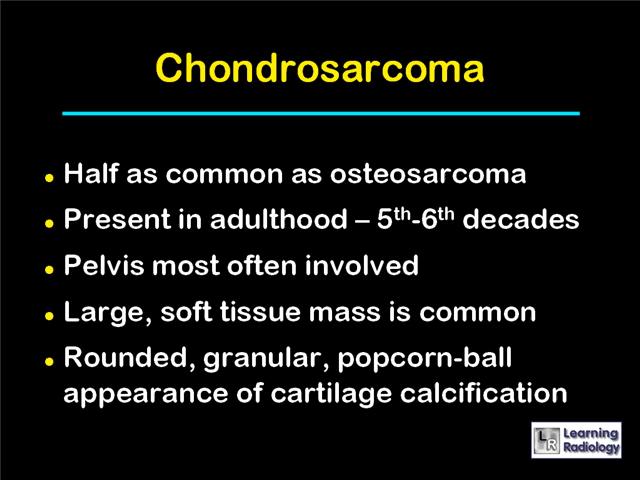 Chondrosarcoma
Half as common as osteosarcoma
Present in adulthood – 5th-6th decades
Pelvis most often involved
Large, soft tissue mass is common
Rounded, granular, popcorn-ball
appearance of cartilage calcification
LR Learning
Radiology